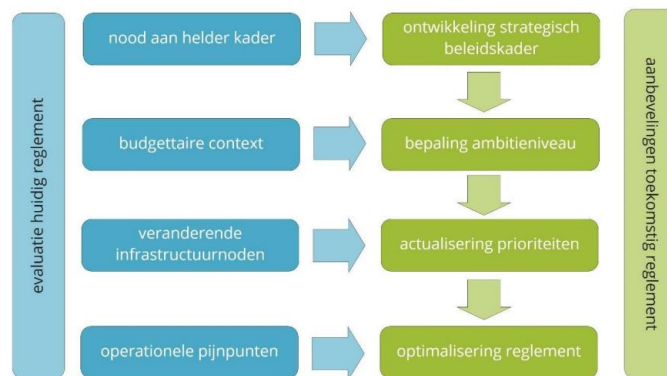 evaluatie huidig reglement
nood aan helder kader
ontwikkeling strategisch
beleidskader
budgettaire context
bepaling ambitieniveau
veranderende
infrastructuurnoden
actualisering prioriteiten
operationele pijnpunten
optimalisering reglement
aanbevelingen toekomstig reglement